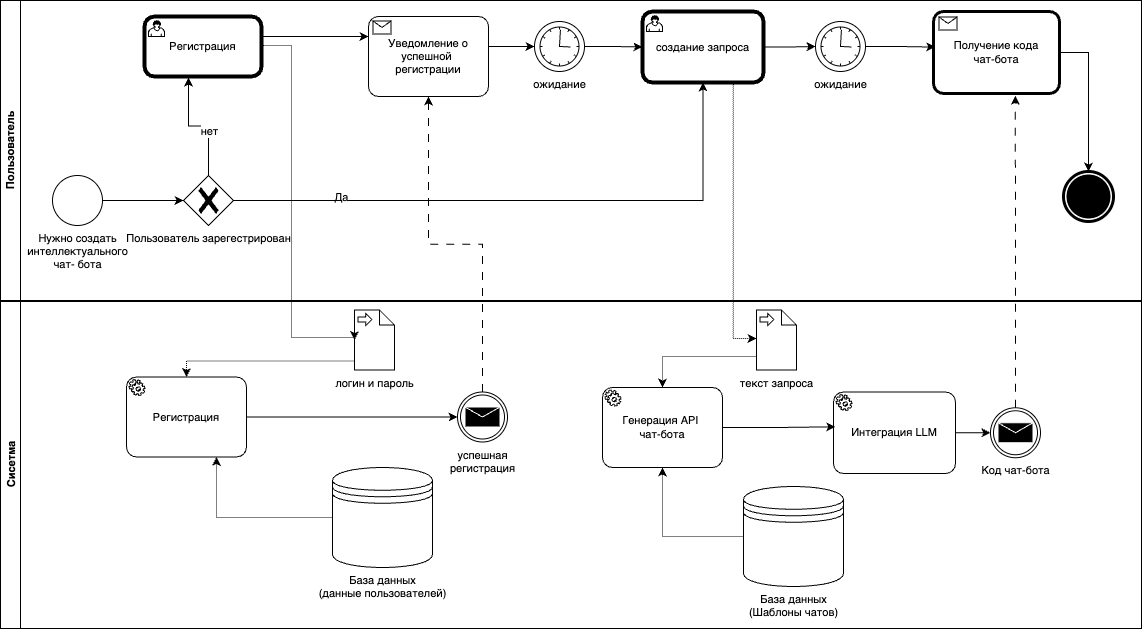 Пользователь
Регистрация
Уведомление о
успешной
регистрации
ожидание
создание запроса
ожидание
Получение кода
чат-бота
нет
Да
Нужно создать
интеллектуального
чат- бота
Пользователь зарегестрирован
Сисетма
логин и пароль
Регистрация
успешная
регистрация
База данных
(данные пользователей)
текст запроса
Генерация API
чат-бота
Интеграция LLM
Код чат-бота
База данных
(Шаблоны чатов)